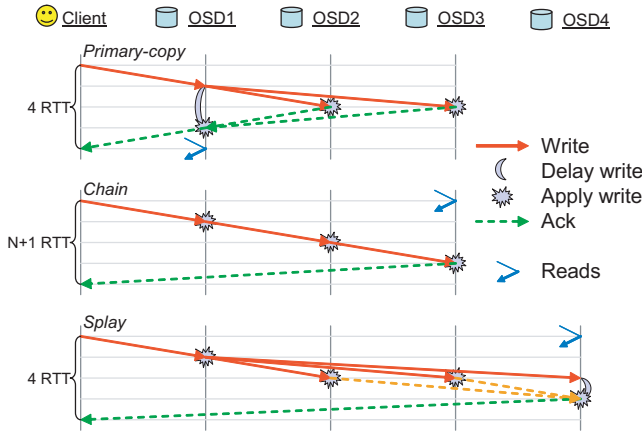 Client OSD1 OSD2 OSD3 OSD4
Primary-copy
4 RTT
Write
Delay write
Apply write
Ack
Reads
Chain
N+1 RTT
Splay
4 RTT